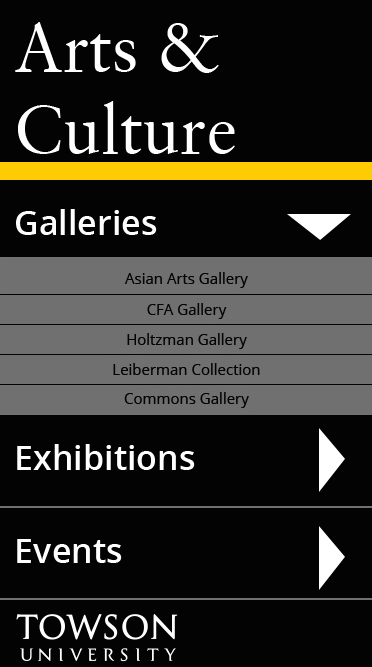 Arts &
Culture
Galleries
Asian Arts Gallery
CFA Gallery
Holtzman Gallery
Leiberman Collection
Commons Gallery
Exhibitions
Events
TOWSON
UNIVERSITY